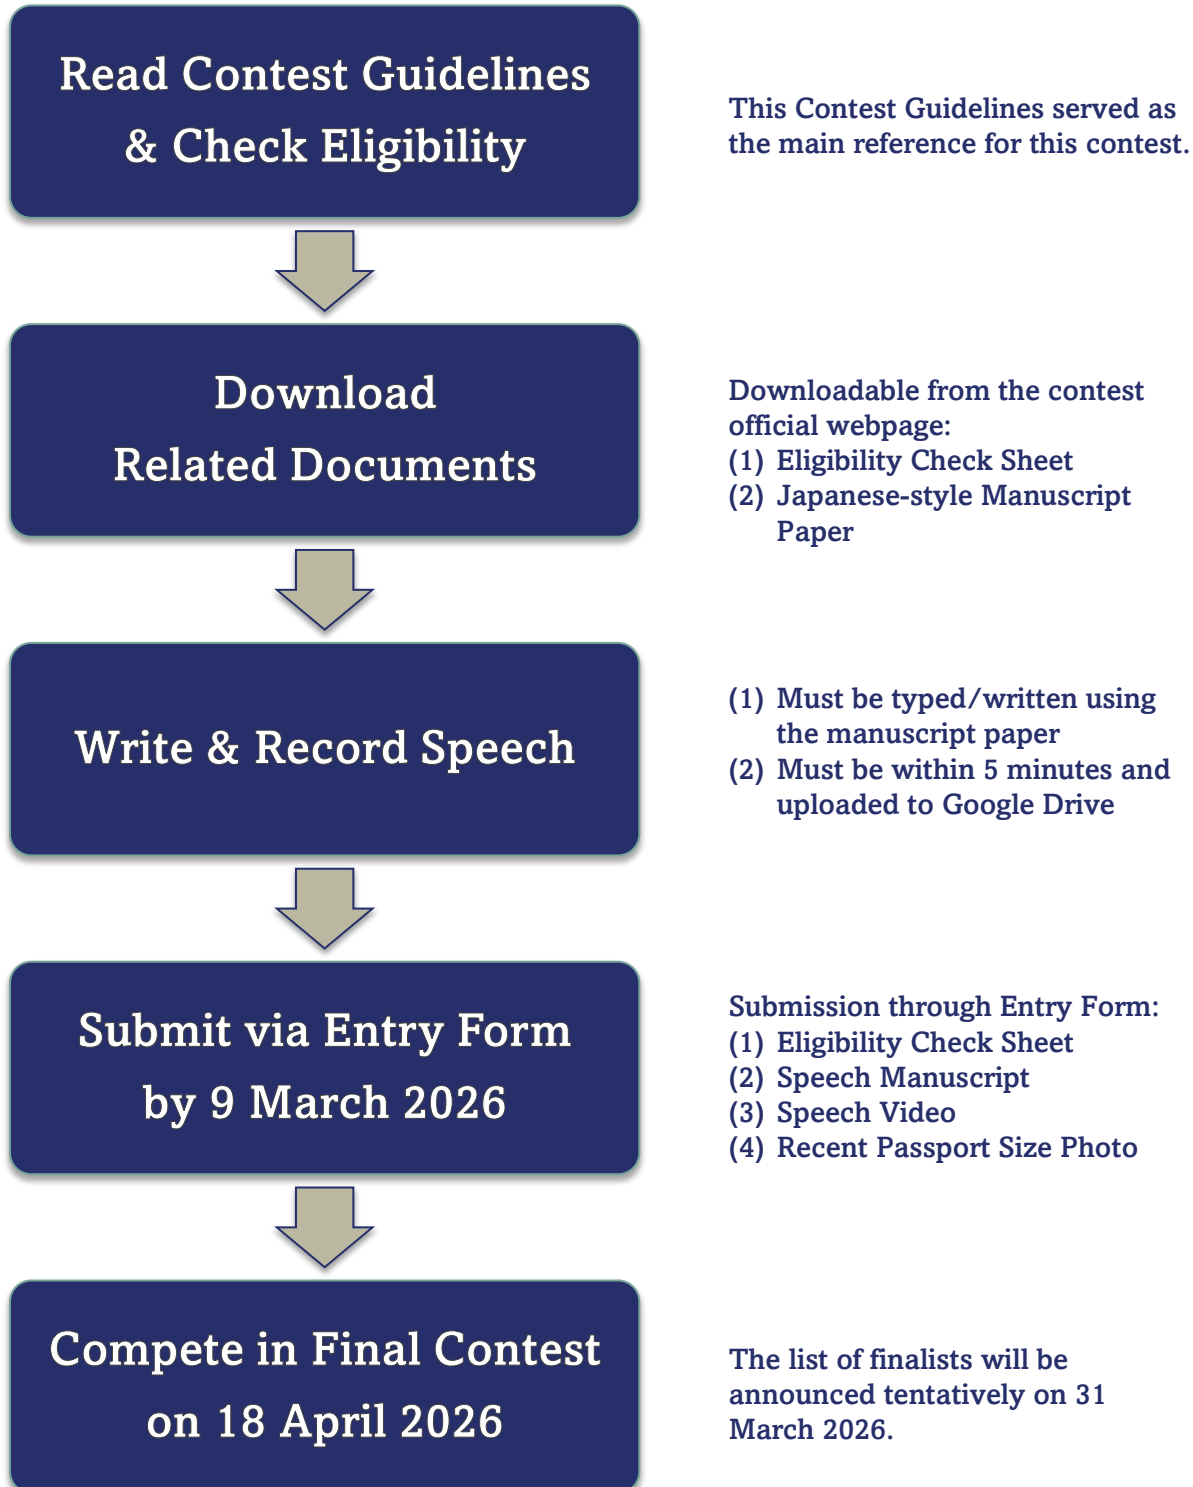 Read Contest Guidelines
& Check Eligibility
This Contest Guidelines served as
the main reference for this contest.
Download
Related Documents
Downloadable from the contest
official webpage:
(1) Eligibility Check Sheet
(2) Japanese-style Manuscript
Paper
Write & Record Speech
(1) Must be typed/written using
the manuscript paper
(2) Must be within 5 minutes and
uploaded to Google Drive
Submit via Entry Form
by 9 March 2026
Submission through Entry Form:
(1) Eligibility Check Sheet
(2) Speech Manuscript
(3) Speech Video
(4) Recent Passport Size Photo
Compete in Final Contest
on 18 April 2026
The list of finalists will be
announced tentatively on 31
March 2026.